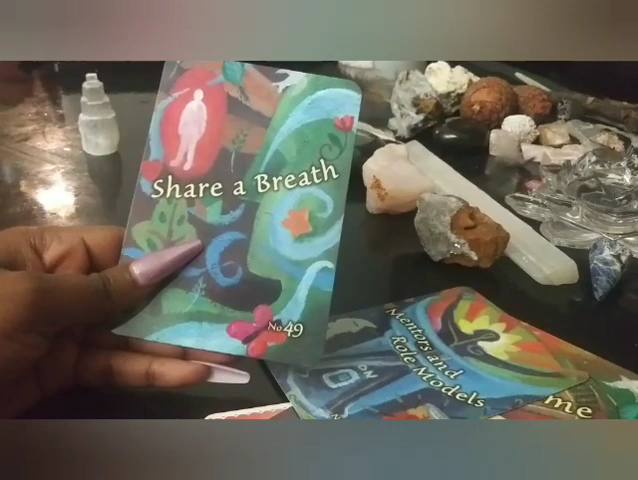 Share a Breath
No 49
Mentors and
Role Models
me